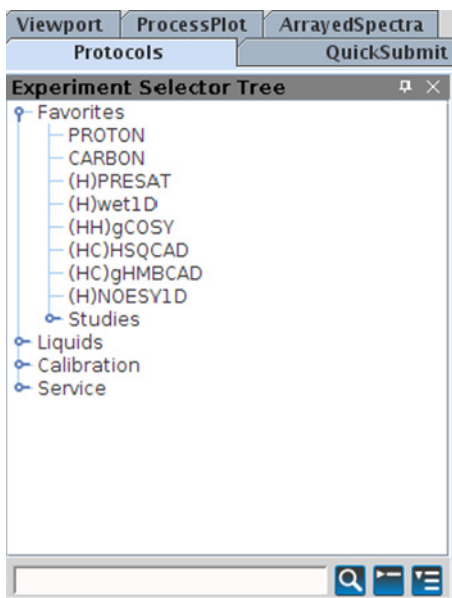 Viewport ProcessPlot ArrayedSpectra
Protocols QuickSubmit
Experiment Selector Tree
Favorites
PROTON
CARBON
(H)PRESAT
(H)wet1D
(HH)gCOSY
(HC)HSQCAD
(HC)gHMBCAD
(H)NOESY1D
Studies
Liquids
Calibration
Service